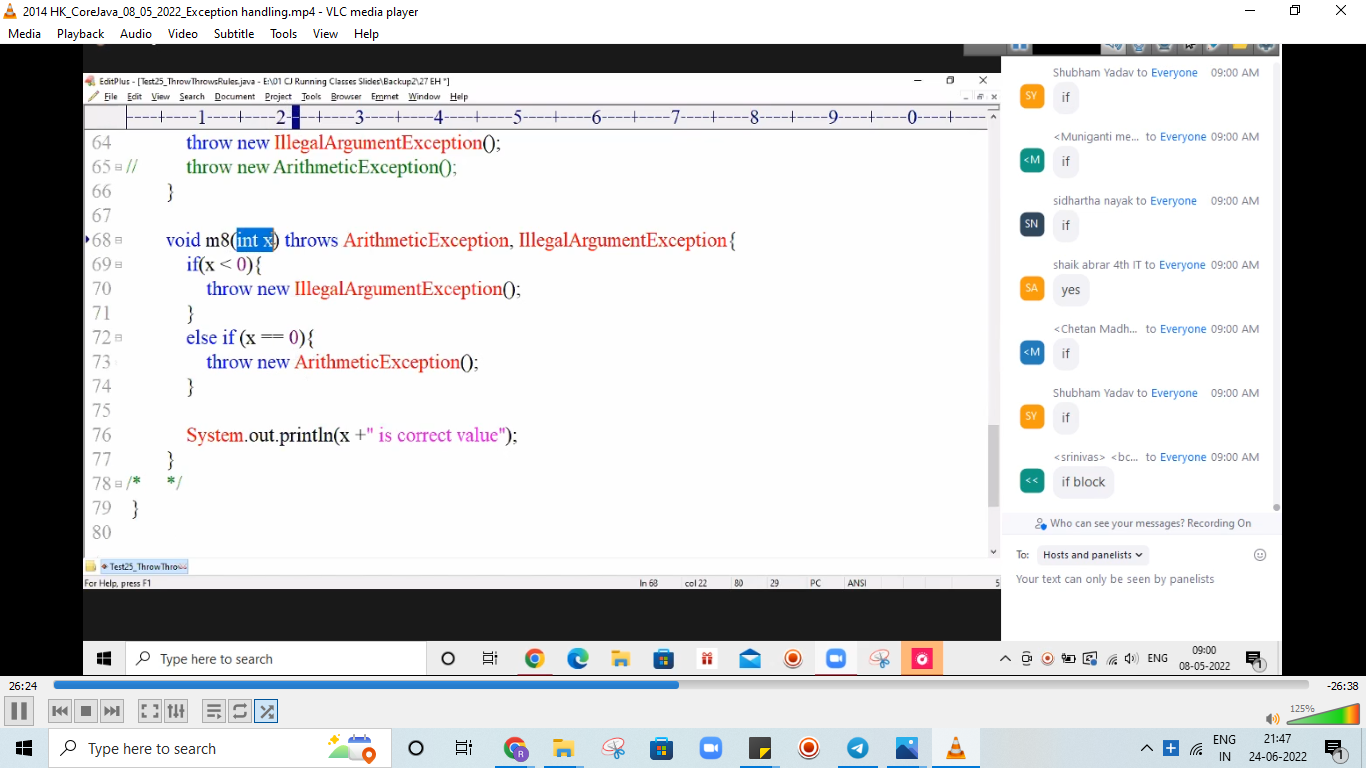 2014 HK_CoreJava_08_05_2022_Exception handling.mp4 - VLC media player
Media Playback Audio Video Subtitle Tools View Help
EditPlus - [Test25_ThrowThrowsRules.java - E:\01 CJ Running Classes Slides\Backup2\27 EH *]
File Edit View Search Document Project Tools Browser Emmet Window Help
----+----1----+----2----+----3----+----4----+----5----+----6----+----7----+----8----+----9----+----0----+----
64 throw new IllegalArgumentException();
65 // throw new ArithmeticException();
66 }
67
68 void m8(int x) throws ArithmeticException, IllegalArgumentException{
69 if(x < 0){
70 throw new IllegalArgumentException();
71 }
72 else if (x == 0){
73 throw new ArithmeticException();
74 }
75
76 System.out.println(x +" is correct value");
77 }
78 /* */
79 }
80
Test25_ThrowThro
For Help, press F1 ln 68 col 22 80 29 PC ANSI 5
Shubham Yadav to Everyone 09:00 AM
SY if
<Muniganti me... to Everyone 09:00 AM
<M if
sidhartha nayak to Everyone 09:00 AM
SN if
shaik abrar 4th IT to Everyone 09:00 AM
SA yes
<Chetan Madh... to Everyone 09:00 AM
<M if
Shubham Yadav to Everyone 09:00 AM
SY if
<srinivas> <bc... to Everyone 09:00 AM
<< if block
Who can see your messages? Recording On
To: Hosts and panelists
Your text can only be seen by panelists
Type here to search
ENG
09:00
08-05-2022
1
26:24
-26:38
125%
Type here to search
R
ENG
IN
21:47
24-06-2022
1